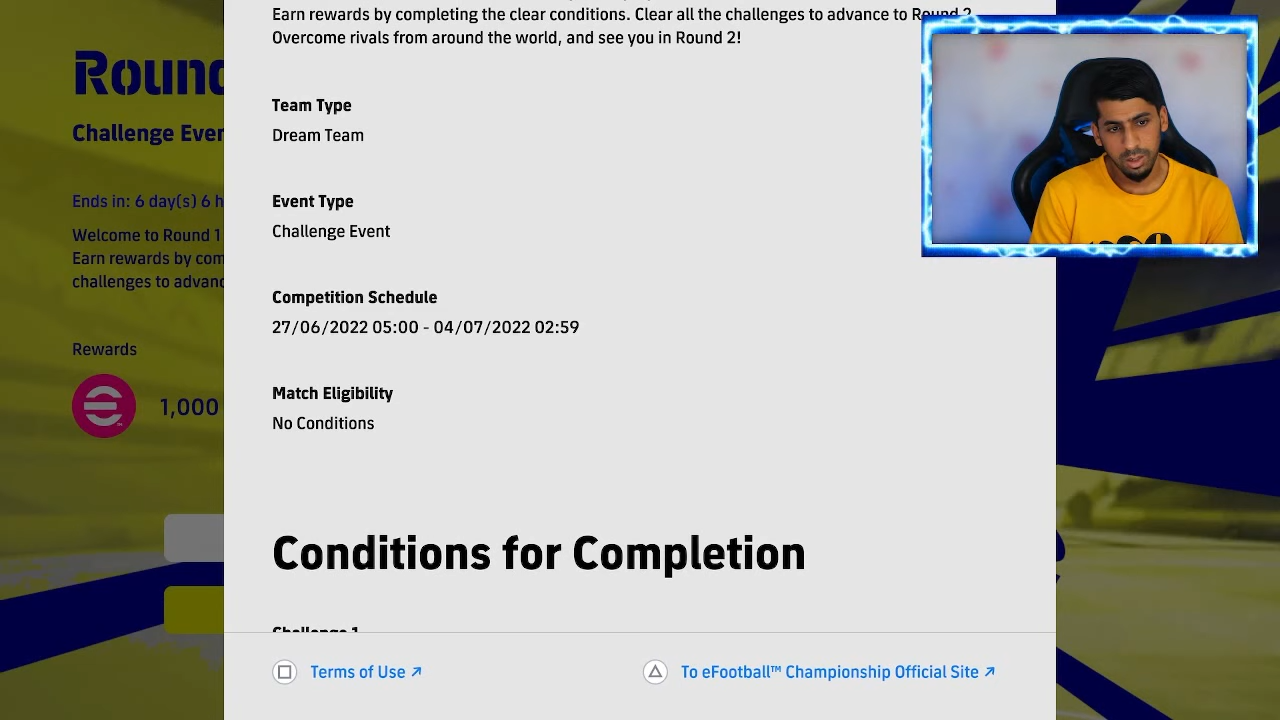 Earn rewards by completing the clear conditions. Clear all the challenges to advance to Round 2.
Overcome rivals from around the world, and see you in Round 2!
Round
Challenge Even
Ends in: 6 day(s) 6 h
Welcome to Round 1
Earn rewards by com
challenges to advanc
Rewards
1,000
Team Type
Dream Team
Event Type
Challenge Event
Competition Schedule
27/06/2022 05:00 - 04/07/2022 02:59
Match Eligibility
No Conditions
Conditions for Completion
Challenge 1
Terms of Use ↗
To eFootball™ Championship Official Site ↗